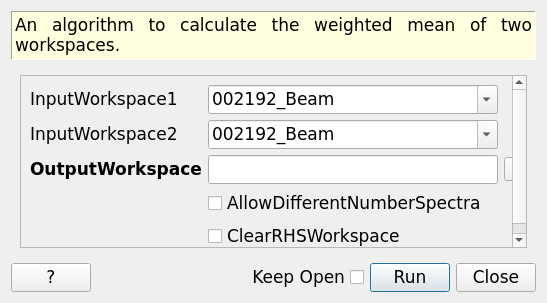 An algorithm to calculate the weighted mean of two
workspaces.
InputWorkspace1 002192_Beam
InputWorkspace2 002192_Beam
OutputWorkspace
AllowDifferentNumberSpectra
ClearRHSWorkspace
? Keep Open Run Close